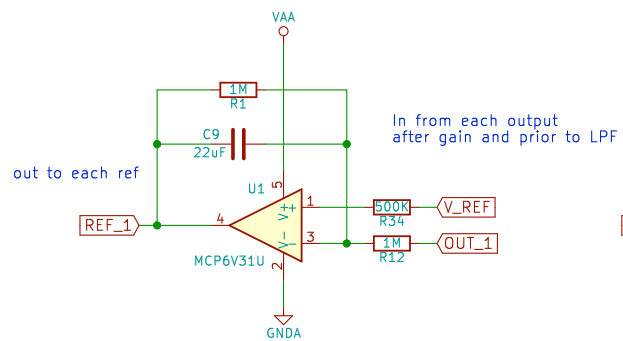 VAA
1M
R1
In from each output
after gain and prior to LPF
C9
22uF
out to each ref
U1
5
V+
+
1
500K
R34
V_REF
REF_1
4
3
1M
R12
OUT_1
V-
−
MCP6V31U
2
GNDA